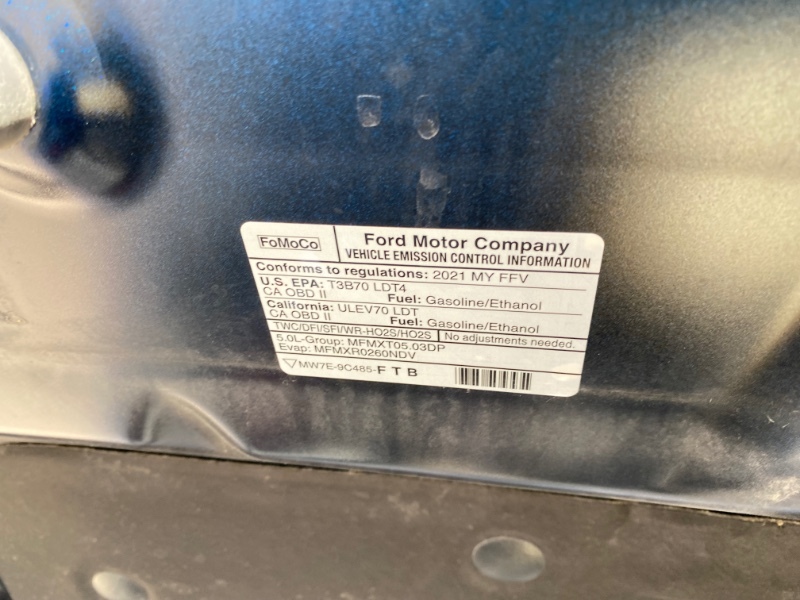 FoMoCo
Ford Motor Company
VEHICLE EMISSION CONTROL INFORMATION
Conforms to regulations: 2021 MY FFV
U.S. EPA: T3B70 LDT4
CA OBD II Fuel: Gasoline/Ethanol
California: ULEV70 LDT
CA OBD II Fuel: Gasoline/Ethanol
TWC/DFI/SFI/WR-HO2S/HO2S No adjustments needed.
5.0L-Group: MFMXT05.03DP
Evap: MFMXR0260NDV
MW7E-9C485-F T B